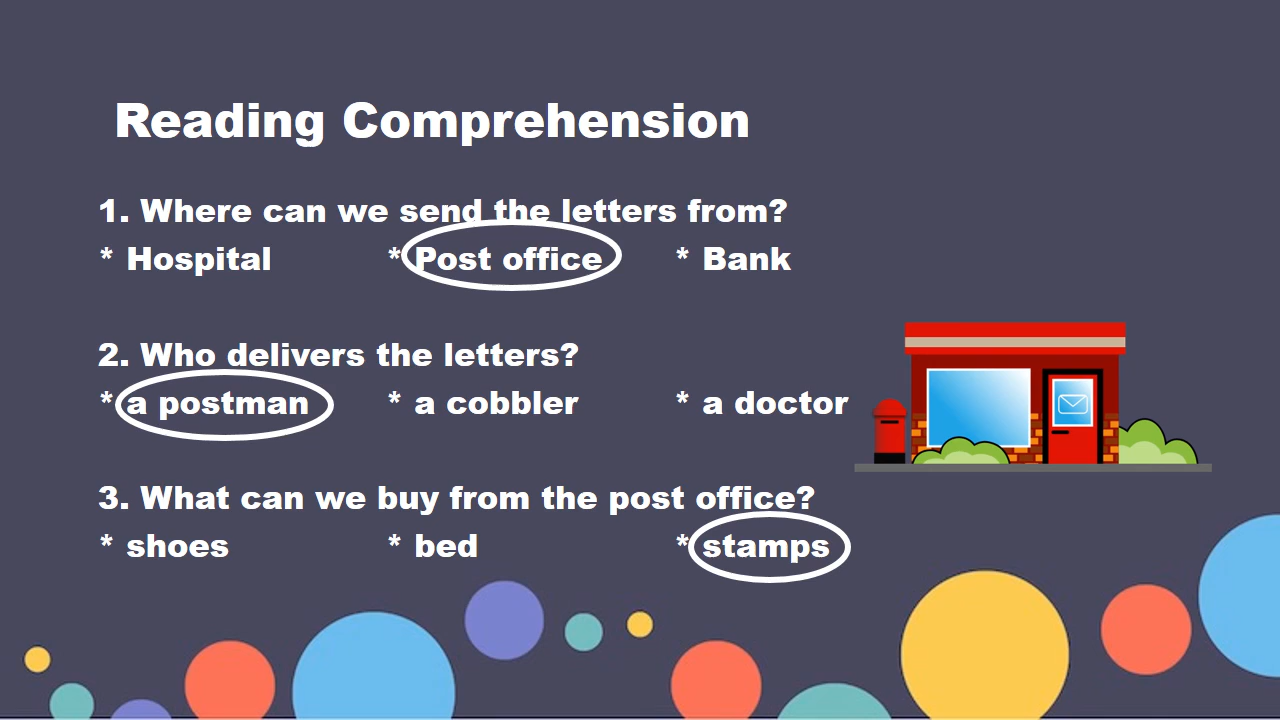 Reading Comprehension
1. Where can we send the letters from?
* Hospital * Post office * Bank
2. Who delivers the letters?
* a postman * a cobbler * a doctor
3. What can we buy from the post office?
* shoes * bed * stamps